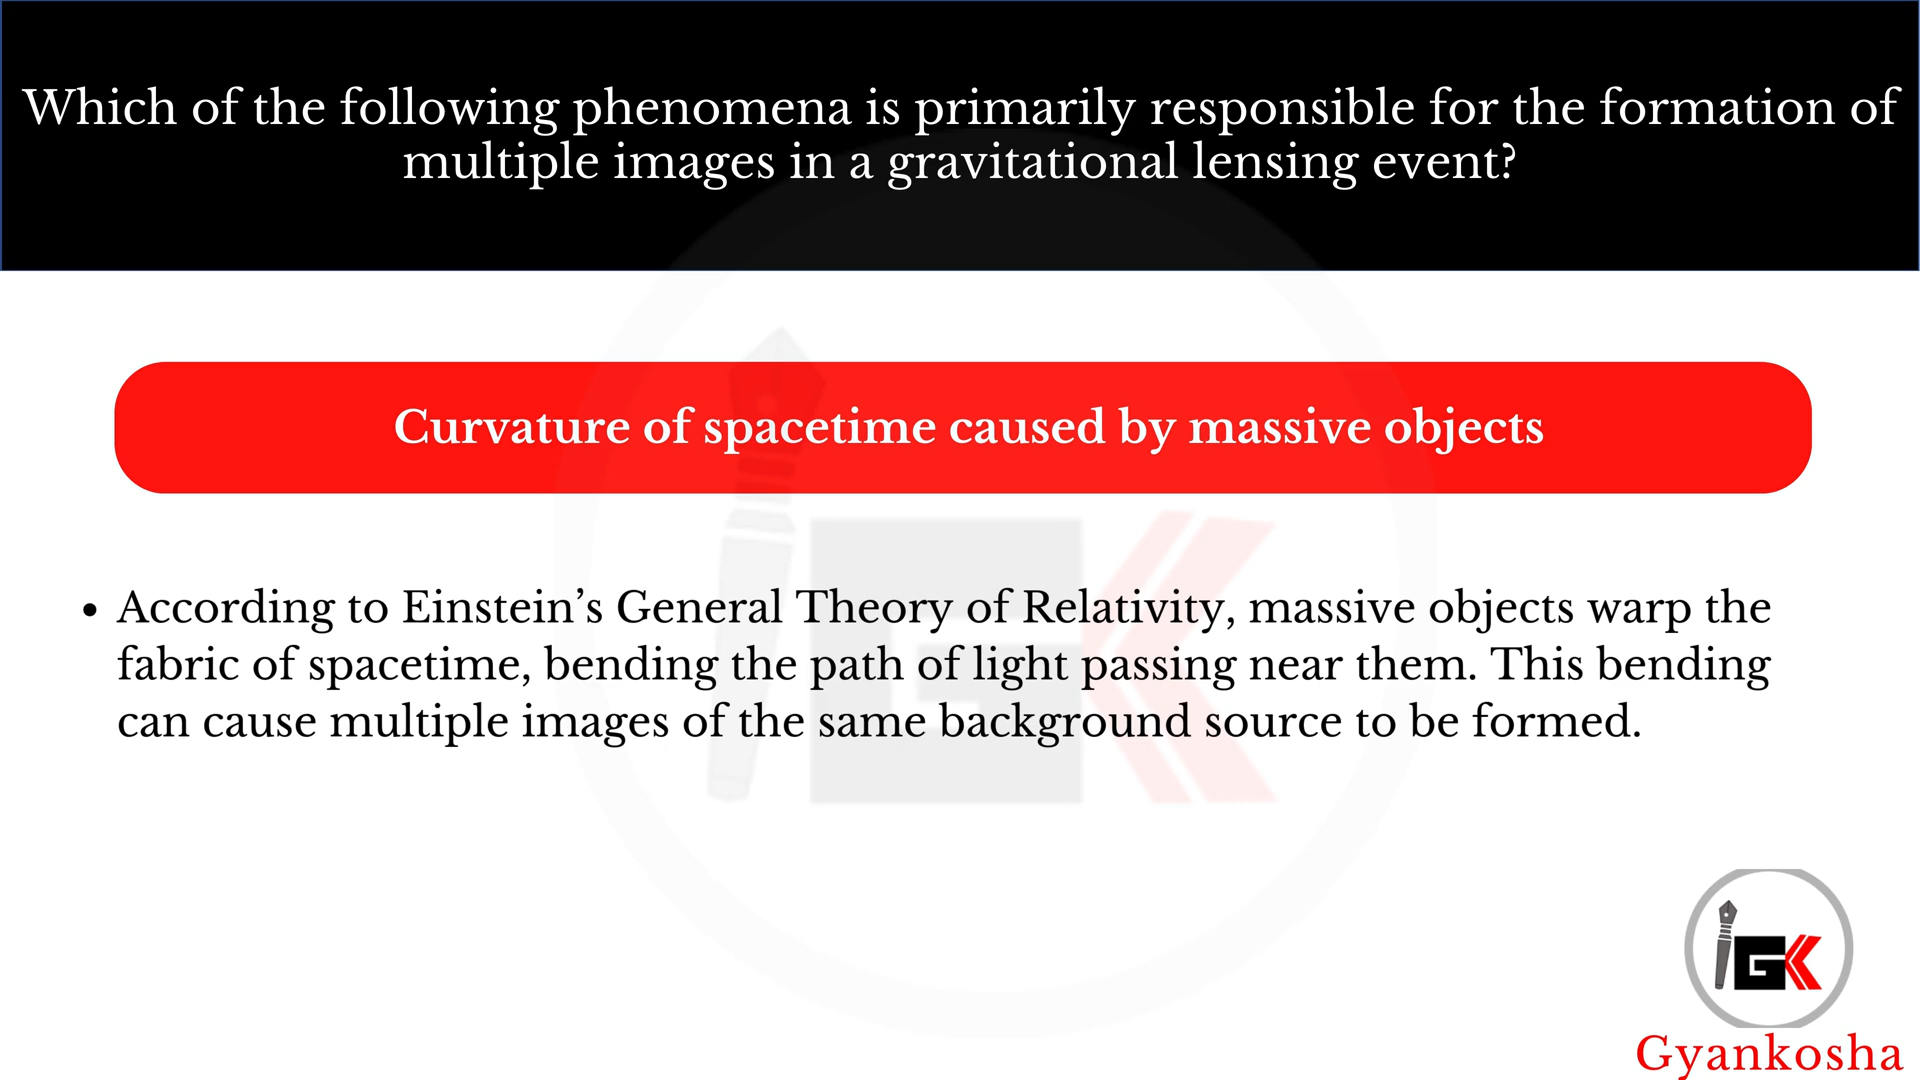 Which of the following phenomena is primarily responsible for the formation of
multiple images in a gravitational lensing event?
Curvature of spacetime caused by massive objects
• According to Einstein’s General Theory of Relativity, massive objects warp the
fabric of spacetime, bending the path of light passing near them. This bending
can cause multiple images of the same background source to be formed.
GK
Gyankosha